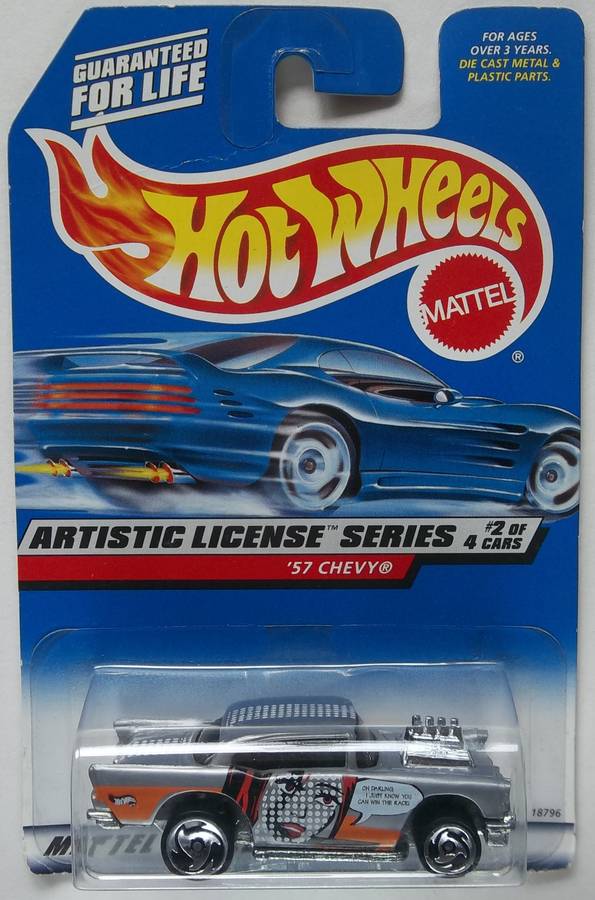 GUARANTEED
FOR LIFE
FOR AGES
OVER 3 YEARS.
DIE CAST METAL &
PLASTIC PARTS.
HOT WHEELS
MATTEL
®
ARTISTIC LICENSE™ SERIES #2 OF
4 CARS
'57 CHEVY®
OH DARLING,
I JUST KNOW YOU
CAN WIN THE RACE!
18796
MATTEL